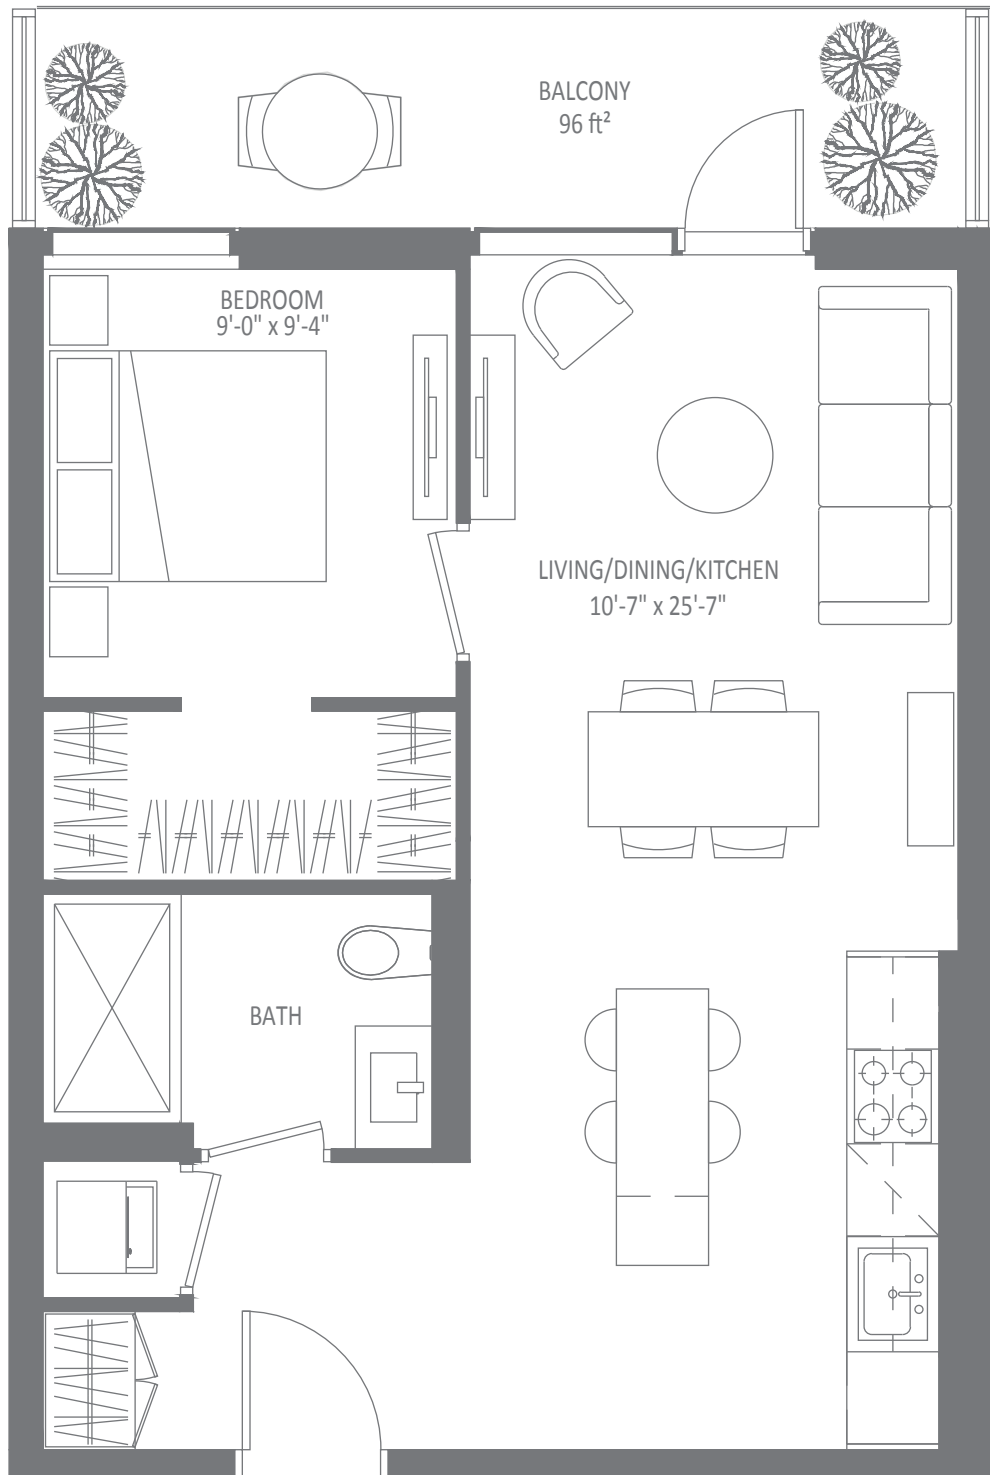 BALCONY
96 ft²
BEDROOM
9'-0" x 9'-4"
LIVING/DINING/KITCHEN
10'-7" x 25'-7"
BATH